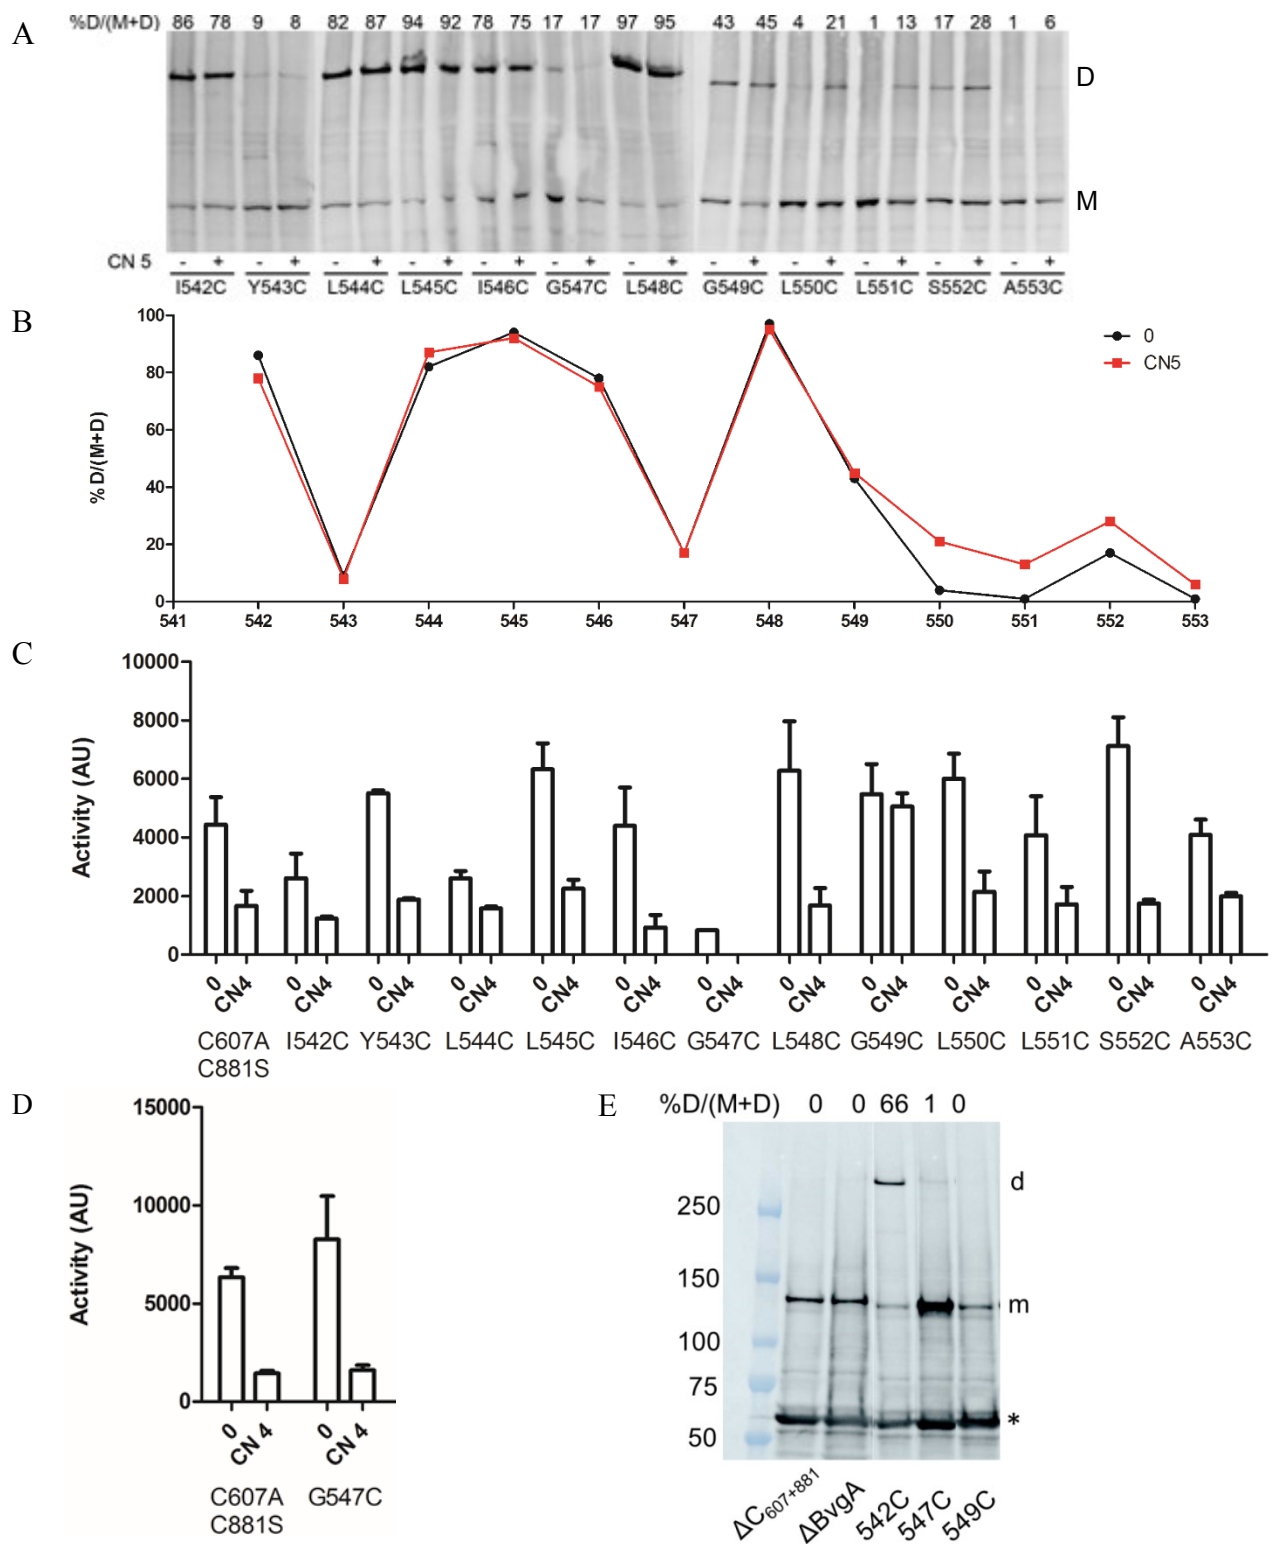 A
%D/(M+D) 86 78 9 8 82 87 94 92 78 75 17 17 97 95 43 45 4 21 1 13 17 28 1 6
D
M
CN 5 - + - + - + - + - + - + - + - + - + - + - + - +
I542C Y543C L544C L545C I546C G547C L548C G549C L550C L551C S552C A553C
B
100
80
60
40
20
0
%D/(M+D)
541 542 543 544 545 546 547 548 549 550 551 552 553
0
CN5
C
10000
8000
6000
4000
2000
0
Activity (AU)
0 CN4 0 CN4 0 CN4 0 CN4 0 CN4 0 CN4 0 CN4 0 CN4 0 CN4 0 CN4 0 CN4 0 CN4 0 CN4
C607A I542C Y543C L544C L545C I546C G547C L548C G549C L550C L551C S552C A553C
C881S
D
15000
10000
5000
0
Activity (AU)
0 CN 4 0 CN 4
C607A G547C
C881S
E
%D/(M+D) 0 0 66 1 0
250
150
100
75
50
d
m
*
ΔC607+881 ΔBvgA 542C 547C 549C